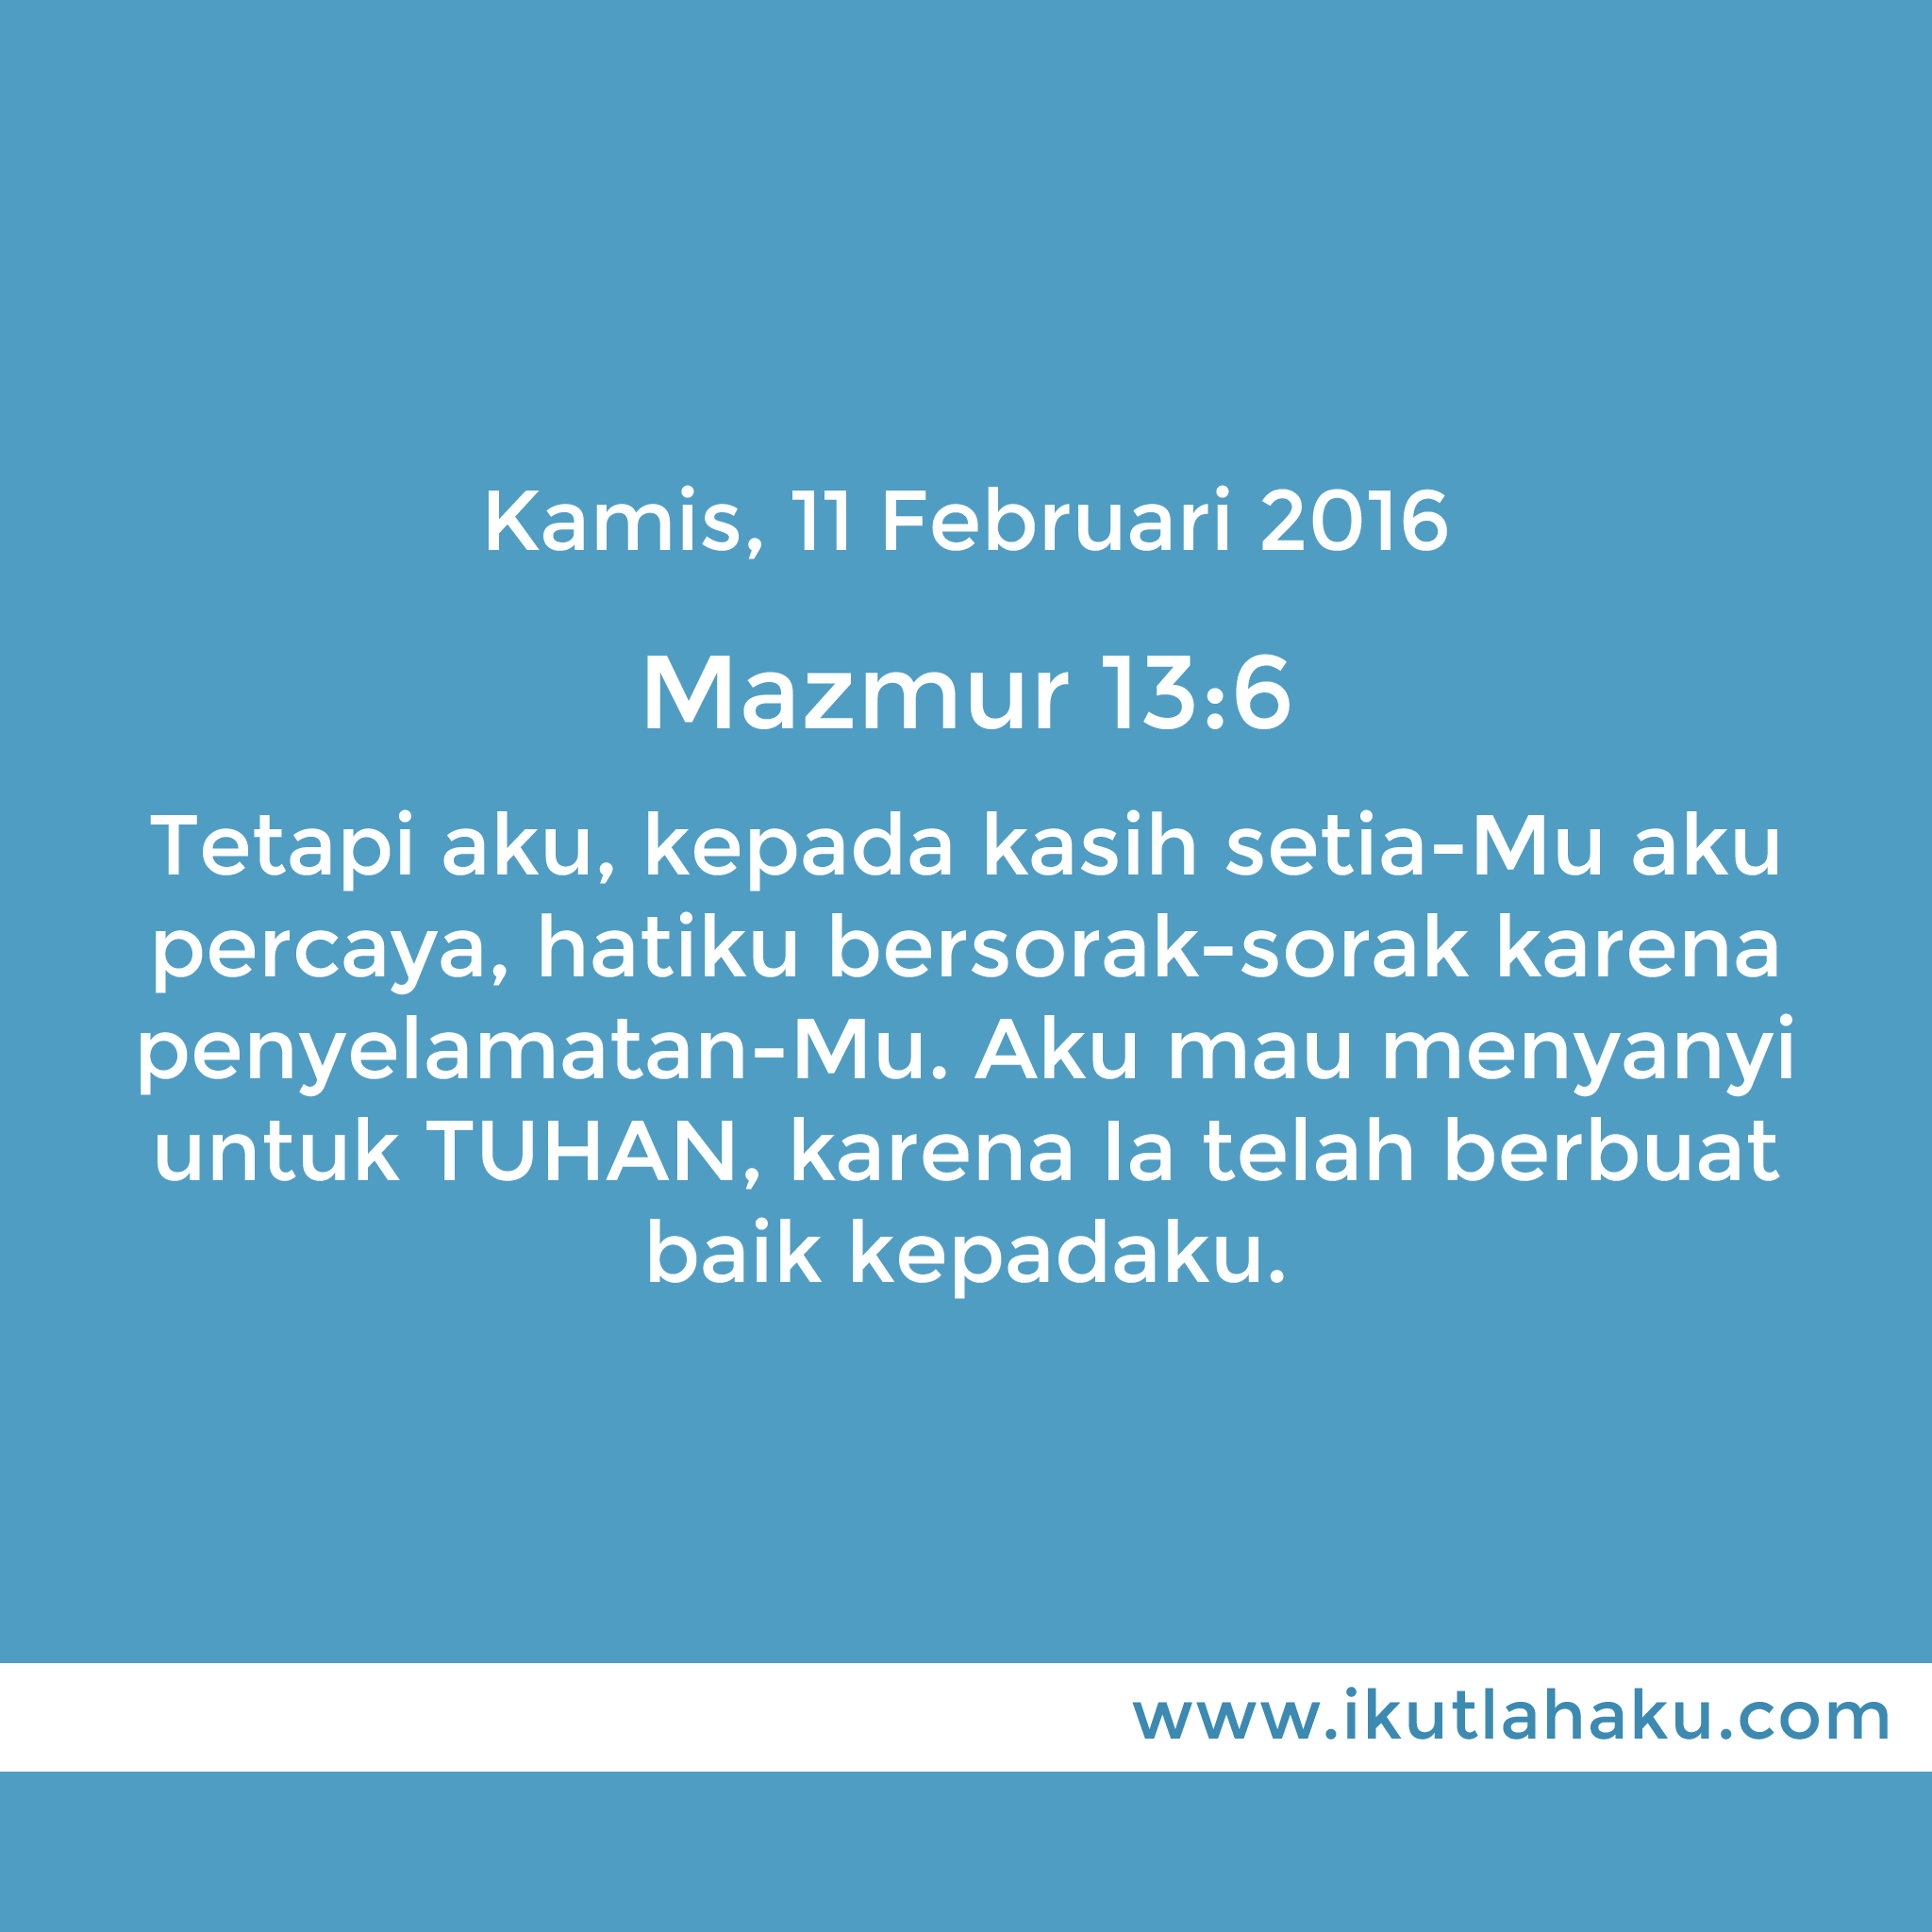 Kamis, 11 Februari 2016
Mazmur 13:6
Tetapi aku, kepada kasih setia-Mu aku
percaya, hatiku bersorak-sorak karena
penyelamatan-Mu. Aku mau menyanyi
untuk TUHAN, karena Ia telah berbuat
baik kepadaku.
www.ikutlahaku.com